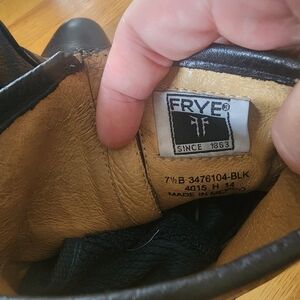 FRYE®
SINCE 1863
7½B 3476104-BLK
4015 H 14
MADE IN MEXICO